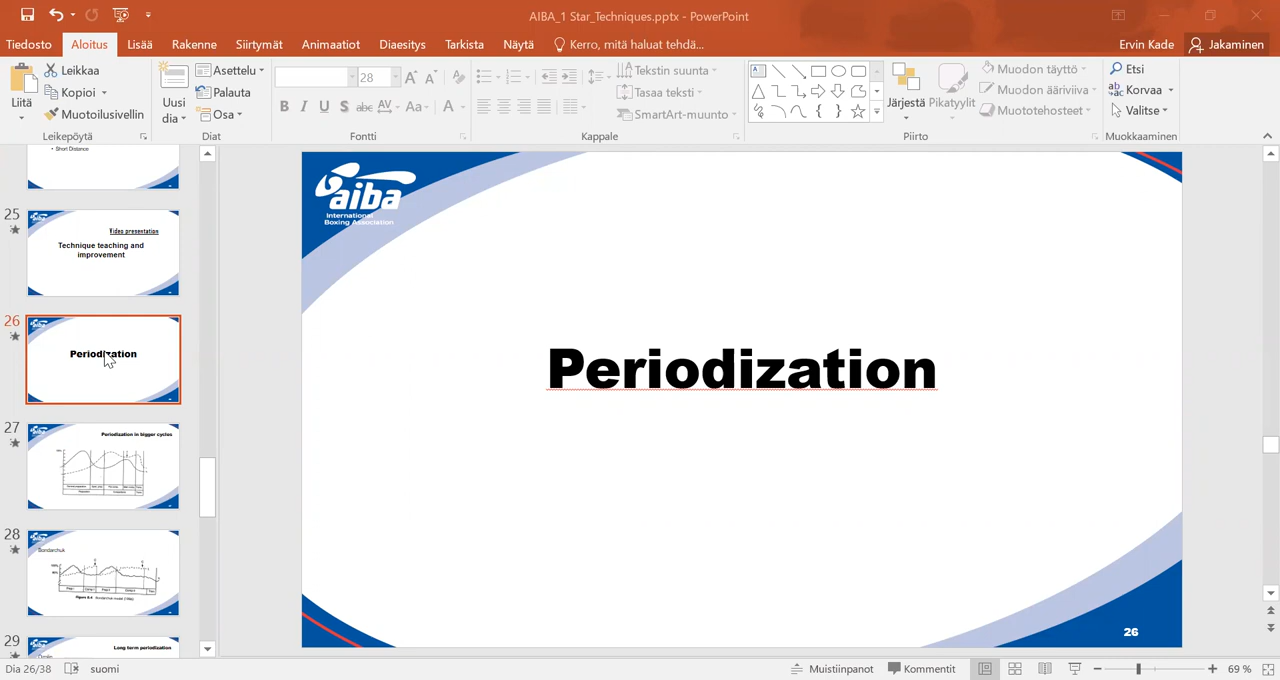 AIBA_1 Star_Techniques.pptx - PowerPoint
Tiedosto Aloitus Lisää Rakenne Siirtymät Animaatiot Diaesitys Tarkista Näytä Kerro, mitä haluat tehdä... Ervin Kade Jakaminen
Liitä
Leikkaa
Kopioi
Muotoilusivellin
Leikepöytä
Uusi
dia
Asettelu
Palauta
Osa
Diat
28
B I U S abc AV Aa A
Fontti
Tekstin suunta
Tasaa teksti
SmartArt-muunto
Kappale
Järjestä
Pikatyylit
Muodon täyttö
Muodon ääriviiva
Muototehosteet
Piirto
Etsi
Korvaa
Valitse
Muokkaaminen
Short Distance
25
Video presentation
Technique teaching and
improvement
26
Periodization
27
Periodization in bigger cycles
28
Bondarchuk
29
Long term periodization
aiba
International
Boxing Association
Periodization
26
Dia 26/38 suomi Muistiinpanot Kommentit 69 %